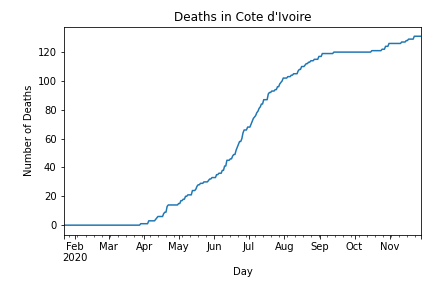 Deaths in Cote d'Ivoire
Number of Deaths
120
100
80
60
40
20
0
Feb Mar Apr May Jun Jul Aug Sep Oct Nov
2020
Day